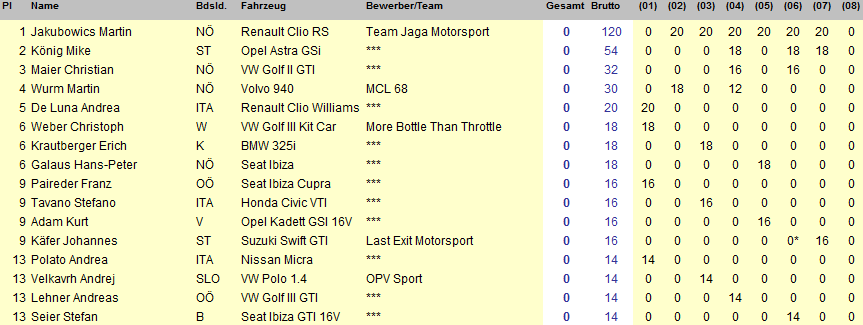 Pl Name Bdsld. Fahrzeug Bewerber/Team Gesamt Brutto (01) (02) (03) (04) (05) (06) (07) (08)
1 Jakubowics Martin NÖ Renault Clio RS Team Jaga Motorsport 0 120 0 20 20 20 20 20 20 0
2 König Mike ST Opel Astra GSi *** 0 54 0 0 0 18 0 18 18 0
3 Maier Christian NÖ VW Golf II GTI *** 0 32 0 0 0 16 0 16 0 0
4 Wurm Martin NÖ Volvo 940 MCL 68 0 30 0 18 0 12 0 0 0 0
5 De Luna Andrea ITA Renault Clio Williams *** 0 20 20 0 0 0 0 0 0 0
6 Weber Christoph W VW Golf III Kit Car More Bottle Than Throttle 0 18 18 0 0 0 0 0 0 0
6 Krautberger Erich K BMW 325i *** 0 18 0 0 18 0 0 0 0 0
6 Galaus Hans-Peter NÖ Seat Ibiza *** 0 18 0 0 0 0 18 0 0 0
9 Paireder Franz OÖ Seat Ibiza Cupra *** 0 16 16 0 0 0 0 0 0 0
9 Tavano Stefano ITA Honda Civic VTI *** 0 16 0 0 16 0 0 0 0 0
9 Adam Kurt V Opel Kadett GSI 16V *** 0 16 0 0 0 0 16 0 0 0
9 Käfer Johannes ST Suzuki Swift GTI Last Exit Motorsport 0 16 0 0 0 0 0 0* 16 0
13 Polato Andrea ITA Nissan Micra *** 0 14 14 0 0 0 0 0 0 0
13 Velkavrh Andrej SLO VW Polo 1.4 OPV Sport 0 14 0 0 14 0 0 0 0 0
13 Lehner Andreas OÖ VW Golf III GTI *** 0 14 0 0 0 14 0 0 0 0
13 Seier Stefan B Seat Ibiza GTI 16V *** 0 14 0 0 0 0 0 14 0 0